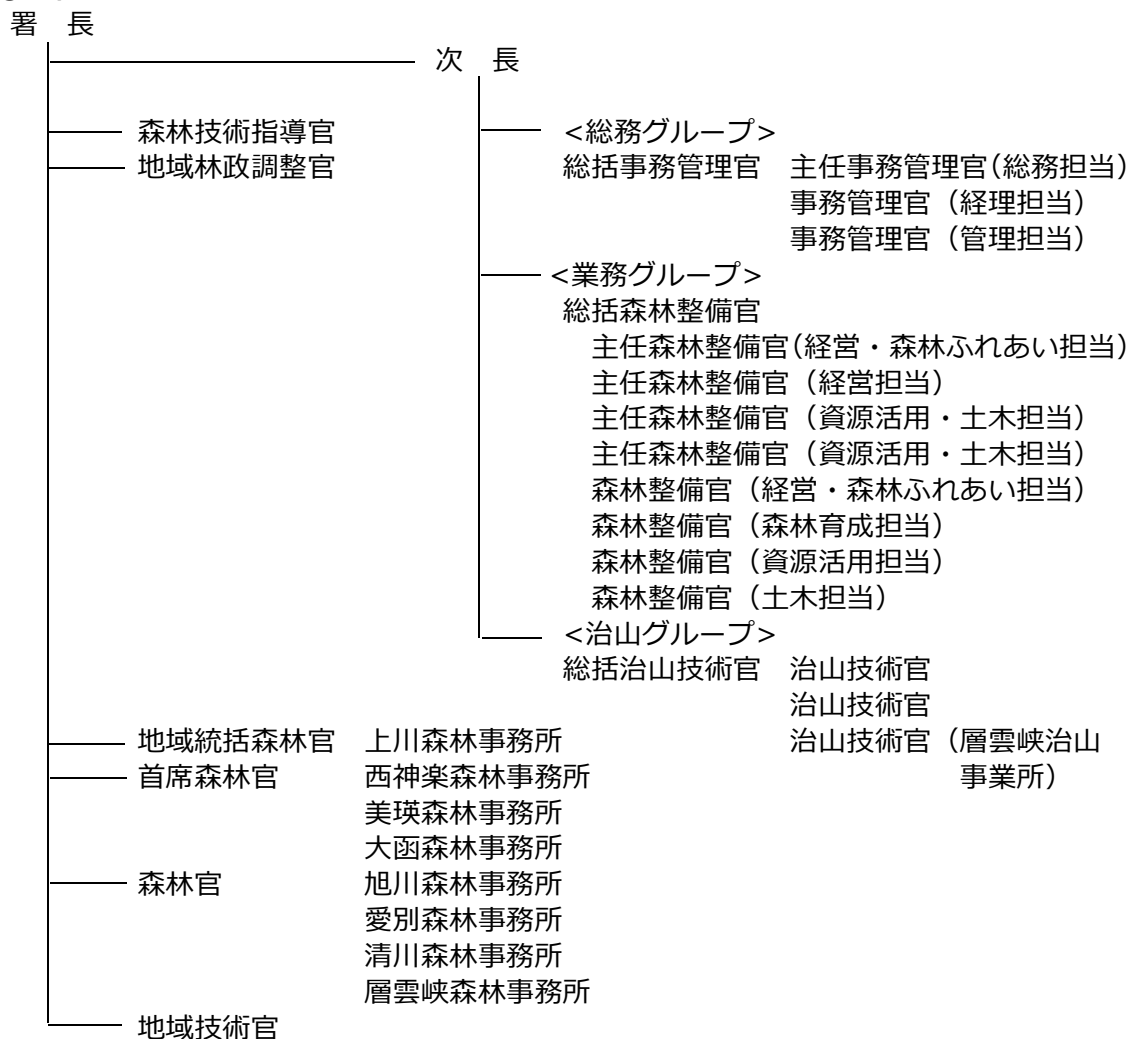 署 長
次 長
森林技術指導官 <総務グループ>
地域林政調整官 総括事務管理官 主任事務管理官(総務担当)
事務管理官（経理担当）
事務管理官（管理担当）
<業務グループ>
総括森林整備官
主任森林整備官(経営・森林ふれあい担当)
主任森林整備官（経営担当）
主任森林整備官（資源活用・土木担当）
主任森林整備官（資源活用・土木担当）
森林整備官（経営・森林ふれあい担当）
森林整備官（森林育成担当）
森林整備官（資源活用担当）
森林整備官（土木担当）
<治山グループ>
総括治山技術官 治山技術官
治山技術官
地域統括森林官 上川森林事務所 治山技術官（層雲峡治山
首席森林官 西神楽森林事務所 事業所）
美瑛森林事務所
大函森林事務所
森林官 旭川森林事務所
愛別森林事務所
清川森林事務所
層雲峡森林事務所
地域技術官